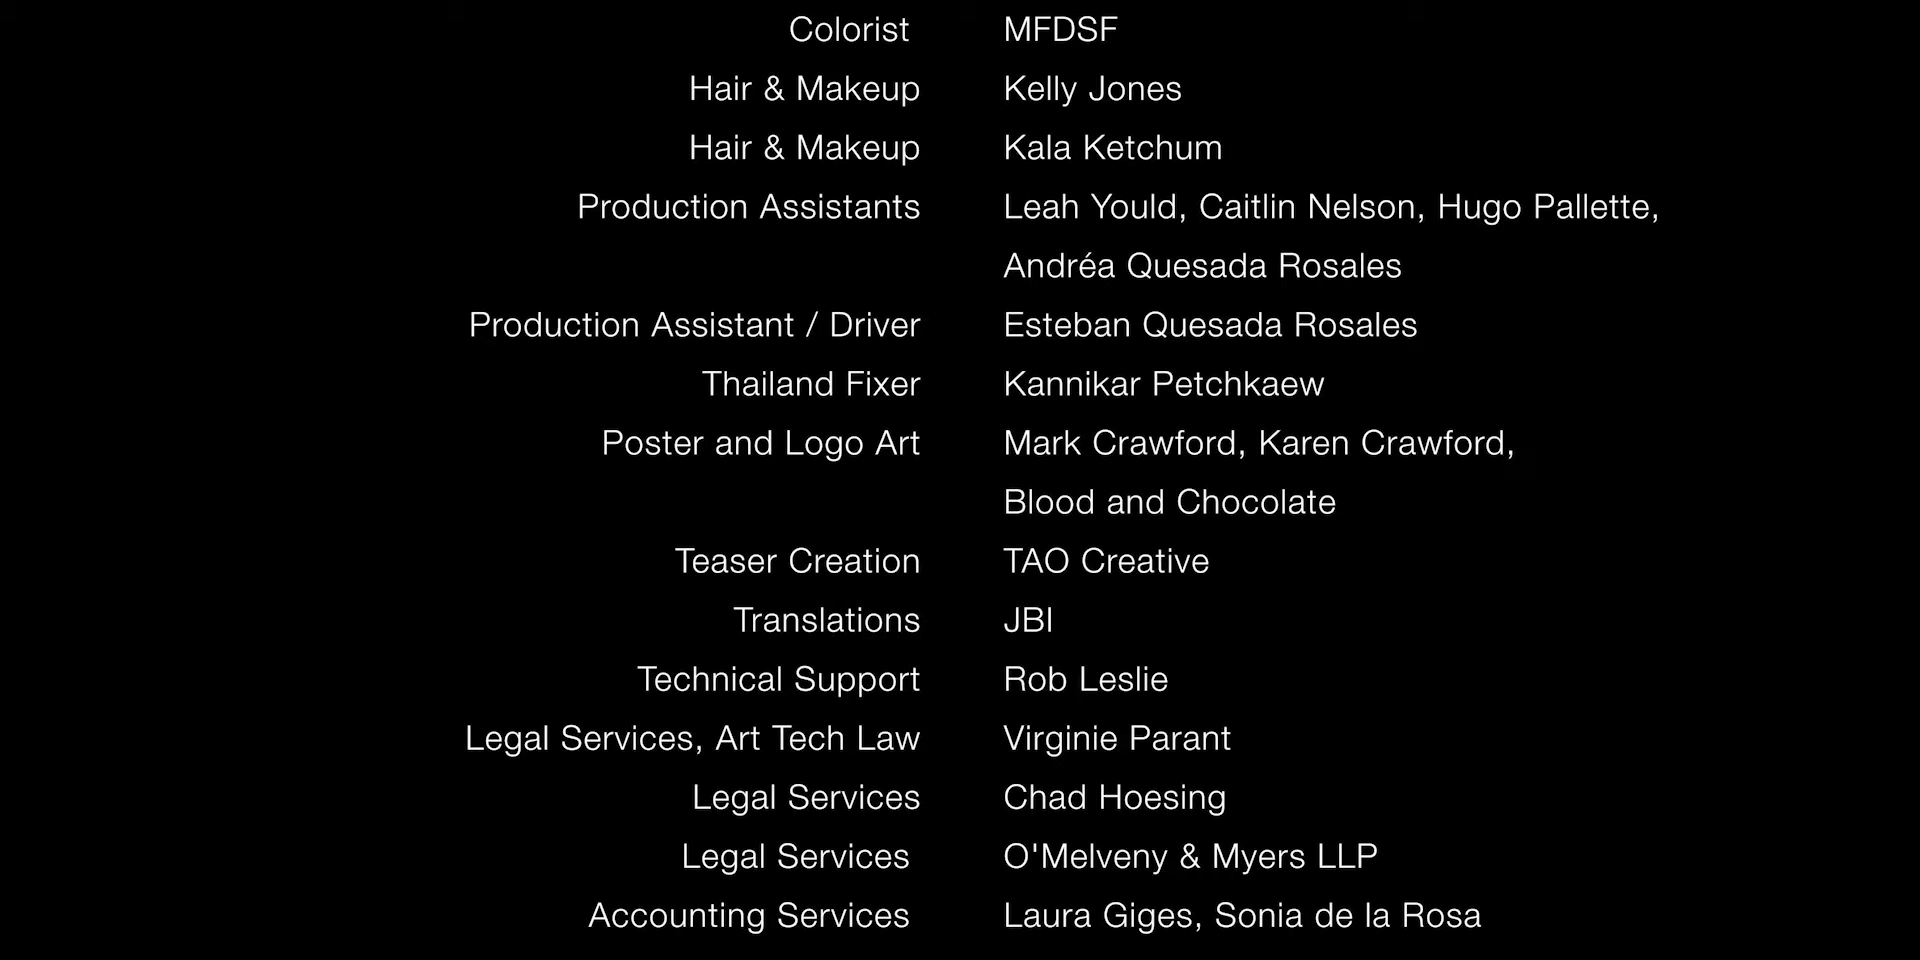 Colorist MFDSF
Hair & Makeup Kelly Jones
Hair & Makeup Kala Ketchum
Production Assistants Leah Yould, Caitlin Nelson, Hugo Pallette,
Andréa Quesada Rosales
Production Assistant / Driver Esteban Quesada Rosales
Thailand Fixer Kannikar Petchkaew
Poster and Logo Art Mark Crawford, Karen Crawford,
Blood and Chocolate
Teaser Creation TAO Creative
Translations JBI
Technical Support Rob Leslie
Legal Services, Art Tech Law Virginie Parant
Legal Services Chad Hoesing
Legal Services O'Melveny & Myers LLP
Accounting Services Laura Giges, Sonia de la Rosa